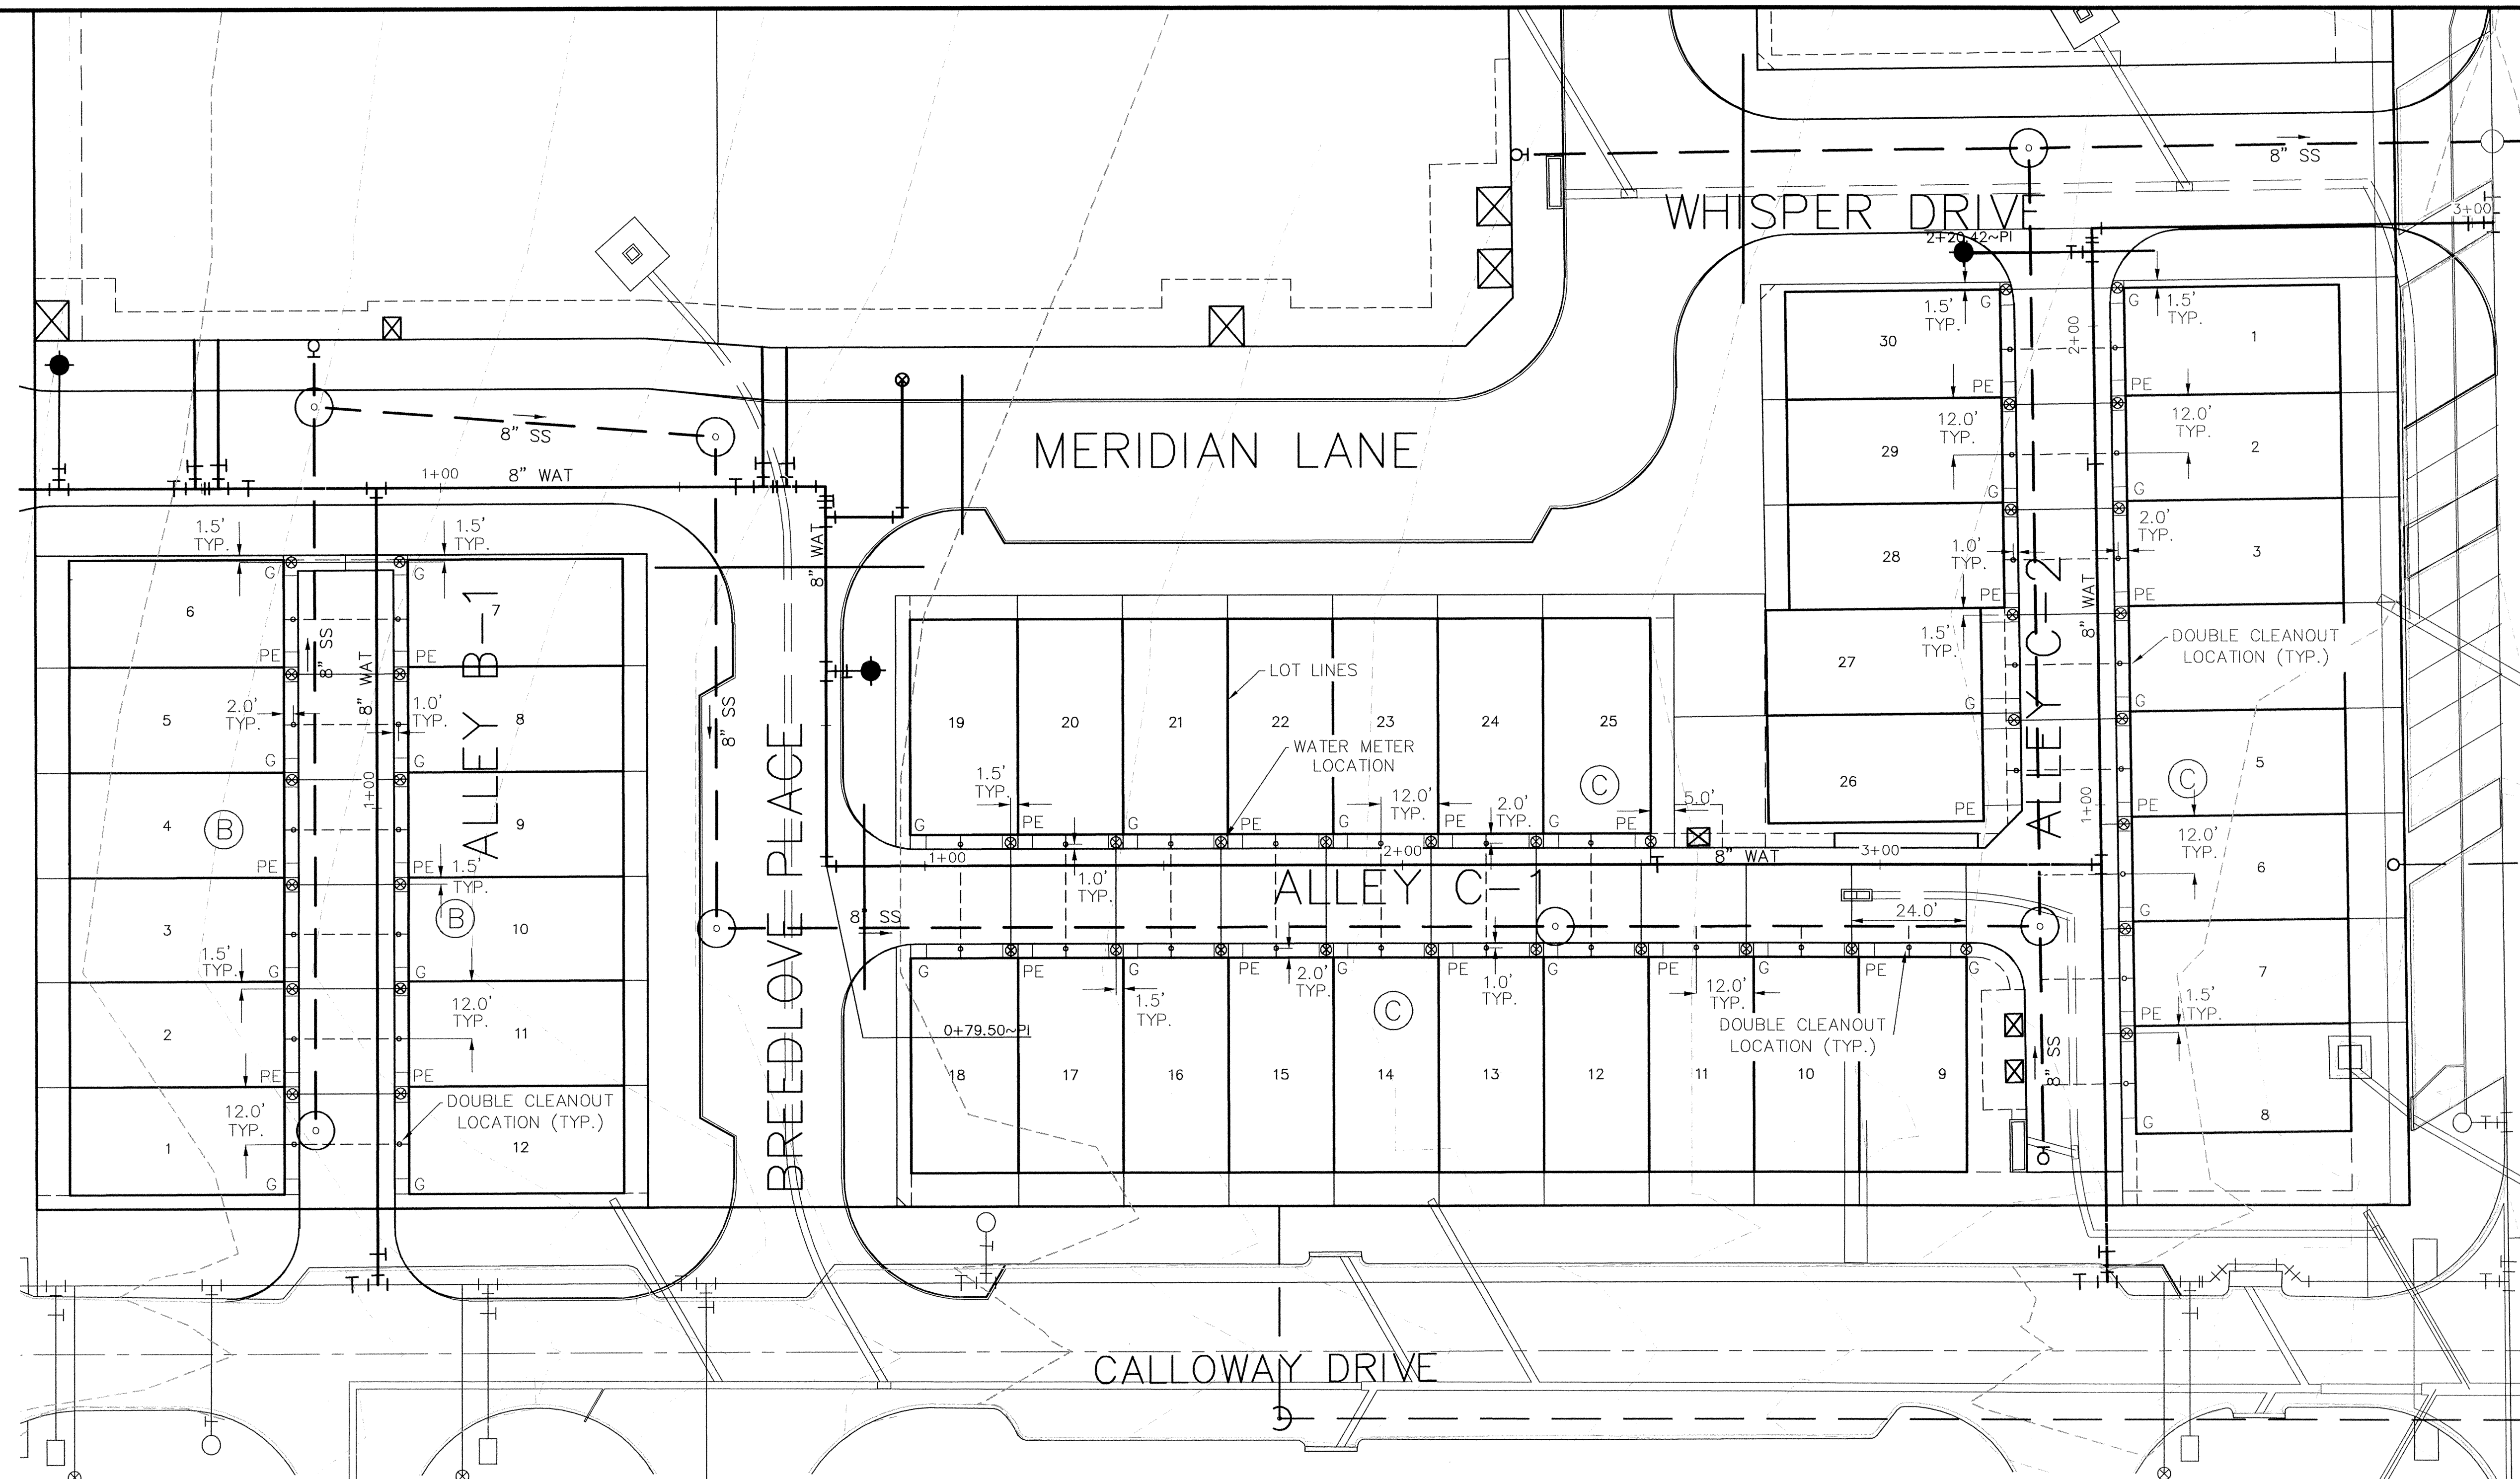 8" SS
WHISPER DRIVE
3+00
2+20.42~PI
G
1.5'
TYP.
G
1.5'
TYP.
2+00
30
1
PE
PE
12.0'
TYP.
12.0'
TYP.
29
2
G
G
2.0'
TYP.
1.0'
TYP.
28
3
PE
PE
8" WAT
ALLEY C-2
1.5'
TYP.
DOUBLE CLEANOUT
LOCATION (TYP.)
27
G
G
5
C
26
PE
PE
1+00
12.0'
TYP.
6
G
7
PE
1.5'
TYP.
8" SS
G
8
8" SS
MERIDIAN LANE
1+00
8" WAT
8" WAT
1.5'
TYP.
1.5'
TYP.
G
G
6
7
8" SS
ALLEY B-1
PE
PE
8" WAT
2.0'
TYP.
1.0'
TYP.
5
8
G
G
1+00
4
B
9
PE
PE
1.5'
TYP.
B
3
10
1.5'
TYP.
G
G
12.0'
TYP.
2
11
PE
PE
12.0'
TYP.
DOUBLE CLEANOUT
LOCATION (TYP.)
1
12
G
G
8" SS
BREEDLOVE PLACE
LOT LINES
19
20
21
22
23
24
25
WATER METER
LOCATION
1.5'
TYP.
12.0'
TYP.
2.0'
TYP.
C
5.0'
G
PE
G
PE
G
PE
G
PE
1+00
2+00
8" WAT
3+00
1.0'
TYP.
ALLEY C-1
8" SS
24.0'
G
PE
G
PE
G
PE
G
PE
G
PE
G
2.0'
TYP.
1.0'
TYP.
1.5'
TYP.
12.0'
TYP.
C
0+79.50~PI
DOUBLE CLEANOUT
LOCATION (TYP.)
18
17
16
15
14
13
12
11
10
9
CALLOWAY DRIVE